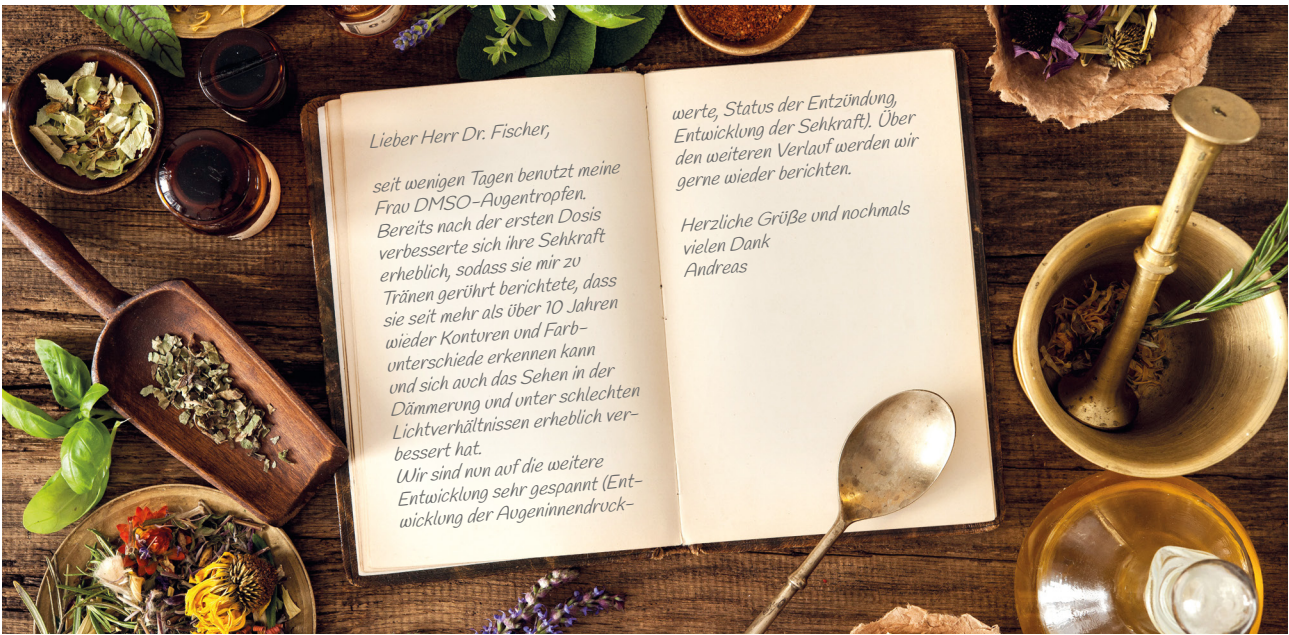 Lieber Herr Dr. Fischer,
seit wenigen Tagen benutzt meine
Frau DMSO-Augentropfen.
Bereits nach der ersten Dosis
verbesserte sich ihre Sehkraft
erheblich, sodass sie mir zu
Tränen gerührt berichtete, dass
sie seit mehr als über 10 Jahren
wieder Konturen und Farb-
unterschiede erkennen kann
und sich auch das Sehen in der
Dämmerung und unter schlechten
Lichtverhältnissen erheblich ver-
bessert hat.
Wir sind nun auf die weitere
Entwicklung sehr gespannt (Ent-
wicklung der Augeninnendruck-
werte, Status der Entzündung,
Entwicklung der Sehkraft). Über
den weiteren Verlauf werden wir
gerne wieder berichten.
Herzliche Grüße und nochmals
vielen Dank
Andreas